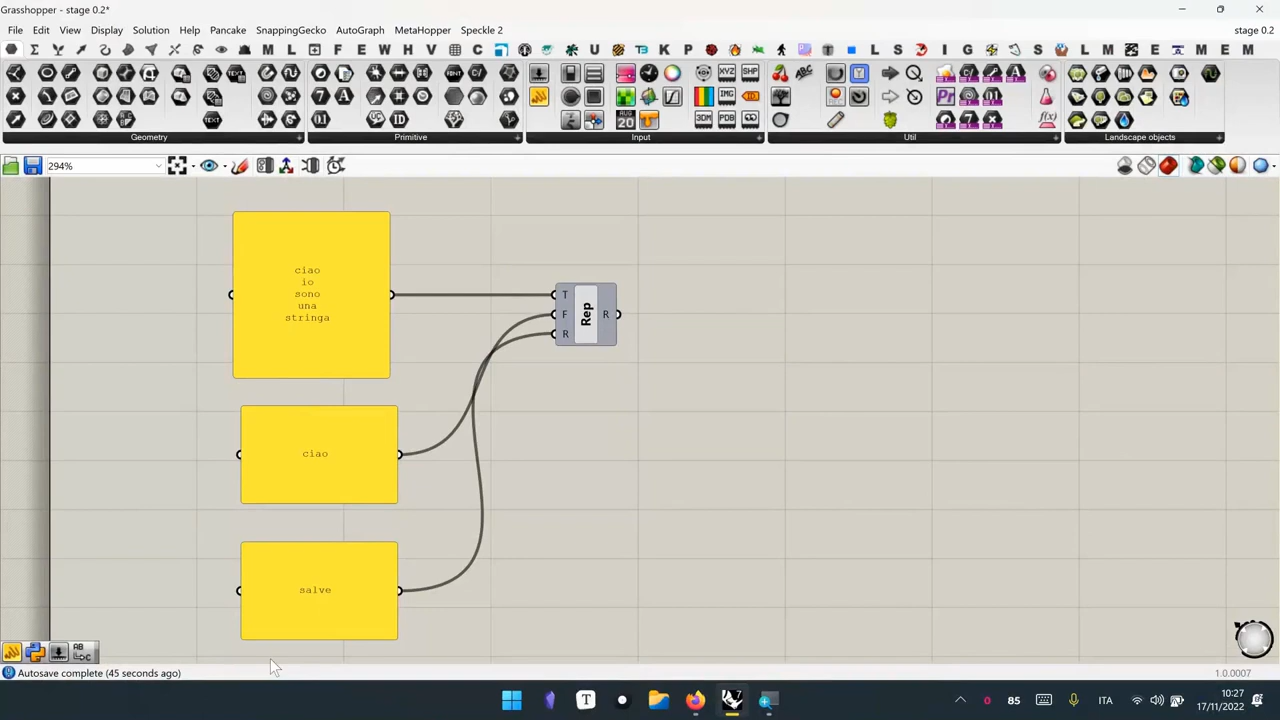 Grasshopper - stage 0.2*
File Edit View Display Solution Help Pancake SnappingGecko AutoGraph MetaHopper Speckle 2
stage 0.2
Geometry
Primitive
Input
Util
Landscape objects
294%
ciao
io
sono
una
stringa
T
F
R
Rep
R
ciao
salve
Autosave complete (45 seconds ago)
1.0.0007
85
ITA
10:27
17/11/2022